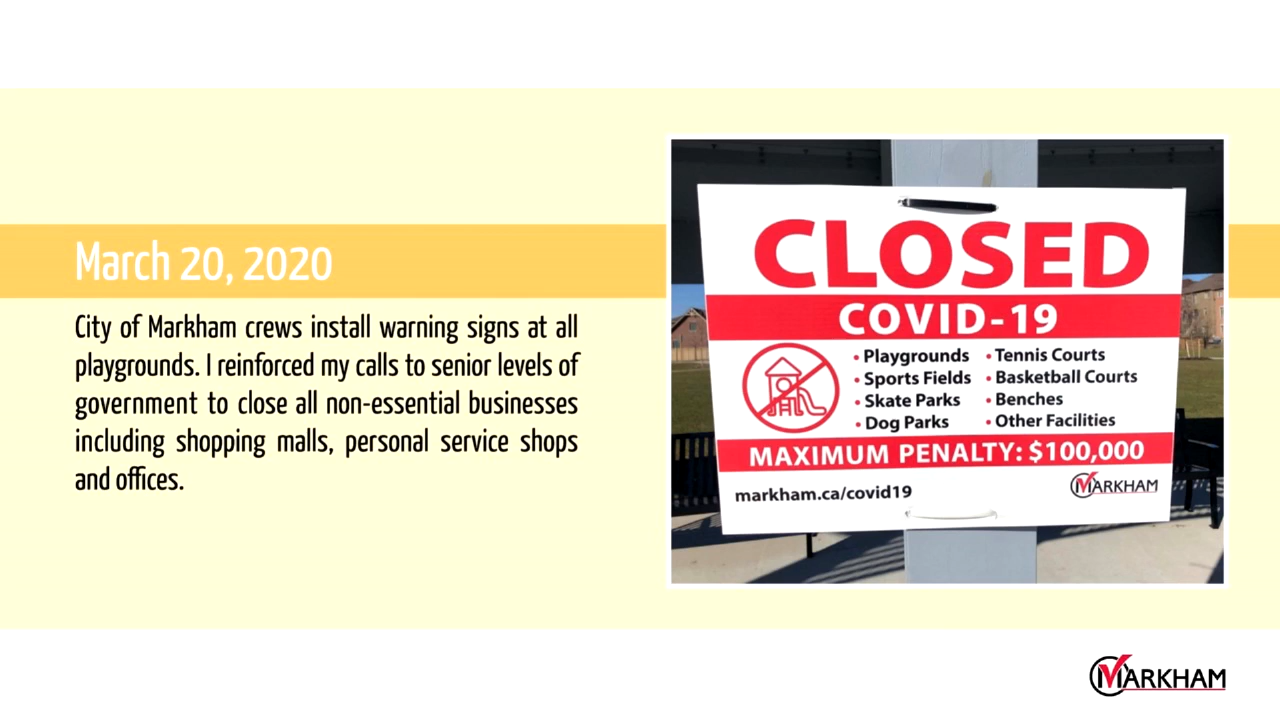 March 20, 2020
City of Markham crews install warning signs at all
playgrounds. I reinforced my calls to senior levels of
government to close all non-essential businesses
including shopping malls, personal service shops
and offices.
CLOSED
COVID-19
• Playgrounds
• Sports Fields
• Skate Parks
• Dog Parks
• Tennis Courts
• Basketball Courts
• Benches
• Other Facilities
MAXIMUM PENALTY: $100,000
markham.ca/covid19
MARKHAM
MARKHAM